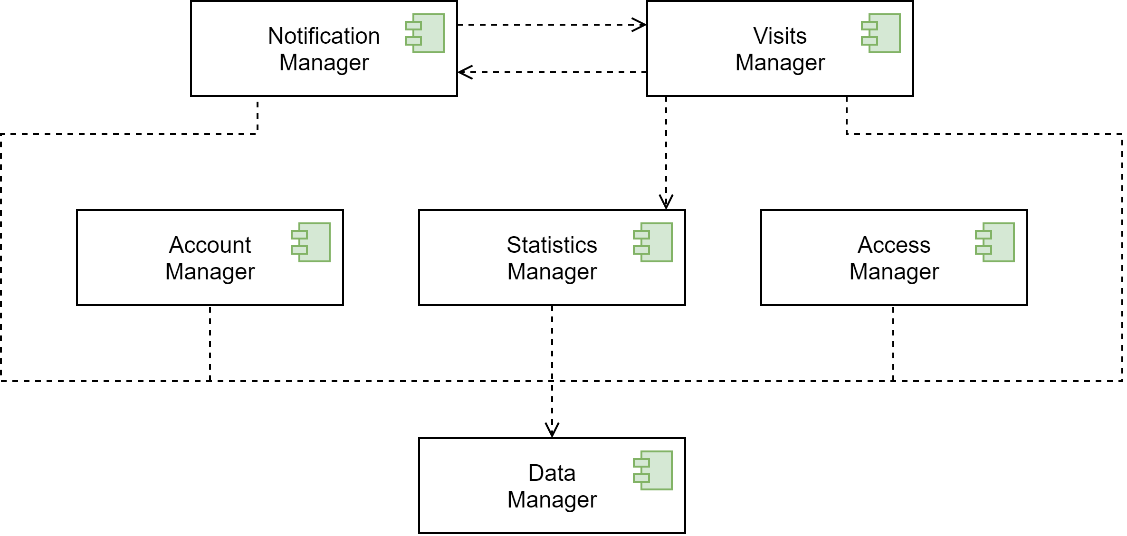 Notification
Manager
Visits
Manager
Account
Manager
Statistics
Manager
Access
Manager
Data
Manager